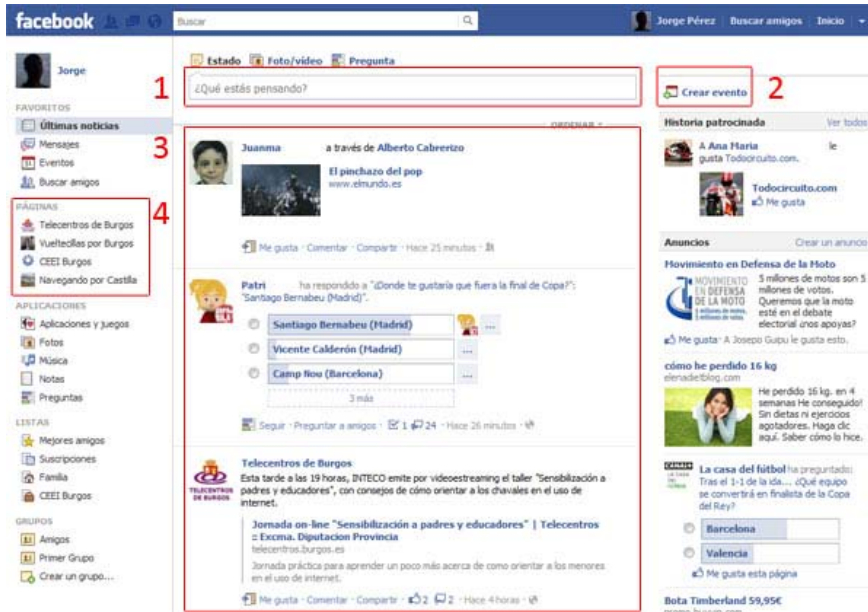 facebook
Buscar
Jorge Pérez Buscar amigos Inicio
Jorge
FAVORITOS
Últimas noticias
Mensajes
Eventos
Buscar amigos
PÁGINAS
4
Telecentros de Burgos
Vueltecillas por Burgos
CEEI Burgos
Navegando por Castilla
APLICACIONES
Aplicaciones y juegos
Fotos
Música
Notas
Preguntas
LISTAS
Mejores amigos
Suscripciones
Familia
CEEI Burgos
GRUPOS
Amigos
Primer Grupo
Crear un grupo...
Estado Foto/vídeo Pregunta
1
¿Qué estás pensando?
ORDENAR
3
Juanma a través de Alberto Cabrerizo
El pinchazo del pop
www.elmundo.es
Me gusta · Comentar · Compartir · Hace 25 minutos ·
Patri ha respondido a "¿Donde te gustaría que fuera la final de Copa?":
"Santiago Bernabeu (Madrid)".
Santiago Bernabeu (Madrid) ...
Vicente Calderón (Madrid) ...
Camp Nou (Barcelona) ...
3 más
Seguir · Preguntar a amigos · 1 24 · Hace 26 minutos ·
Telecentros de Burgos
TELECENTROS
DE BURGOS
Esta tarde a las 19 horas, INTECO emite por videostreaming el taller "Sensibilización a
padres y educadores", con consejos de cómo orientar a los chavales en el uso de
internet.
Jornada on-line "Sensibilización a padres y educadores" | Telecentros
:: Excma. Diputacion Provincia
telecentros.burgos.es
Jornada práctica para aprender un poco más acerca de como orientar a los menores
en el uso de internet.
Me gusta · Comentar · Compartir · 2 2 · Hace 4 horas ·
Crear evento
2
Historia patrocinada Ver todos
A Ana Maria le
gusta Todocircuito.com.
Todocircuito.com
Me gusta
Anuncios Crear un anuncio
Movimiento en Defensa de la Moto
MOVIMIENTO
EN DEFENSA
DE LA MOTO
5 millones de motos son 5
millones de votos.
Queremos que la moto
esté en el debate
electoral ¿nos apoyas?
Me gusta · A Josepo Guipu le gusta esto.
cómo he perdido 16 kg
elenadietblog.com
He perdido 16 kg. en 4
semanas He conseguido!
Sin dietas ni ejercicios
agotadores. Haga clic
aquí. Saber cómo lo hice.
CANAL+
La casa del fútbol ha preguntado:
Tras el 1-1 de la ida... ¿Qué equipo
se convertirá en finalista de la Copa
del Rey?
Barcelona
Valencia
Me gusta esta página
Bota Timberland 59,95€